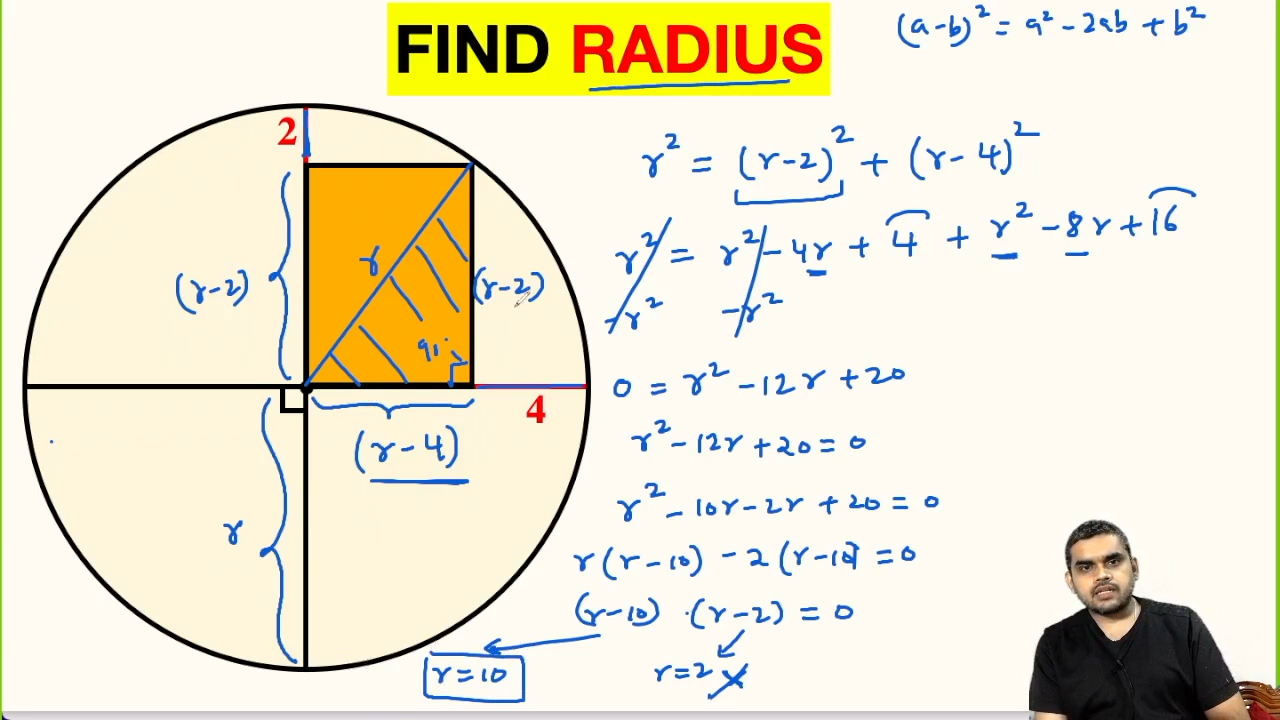 FIND RADIUS
(a-b)² = a² - 2ab + b²
2
(r-2)
r
(r-2)
90°
4
(r-4)
r
r² = (r-2)² + (r-4)²
r² = r² - 4r + 4 + r² - 8r + 16
-r² -r²
0 = r² - 12r + 20
r² - 12r + 20 = 0
r² - 10r - 2r + 20 = 0
r(r-10) - 2(r-10) = 0
(r-10) · (r-2) = 0
r = 10 r = 2 ✗